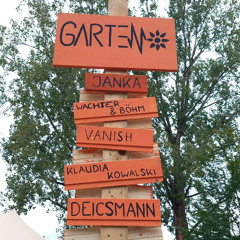 GARTEN
JANKA
WACHTER
& BÖHM
VANISH
KLAUDIA
KOWALSKI
DEICSMANN